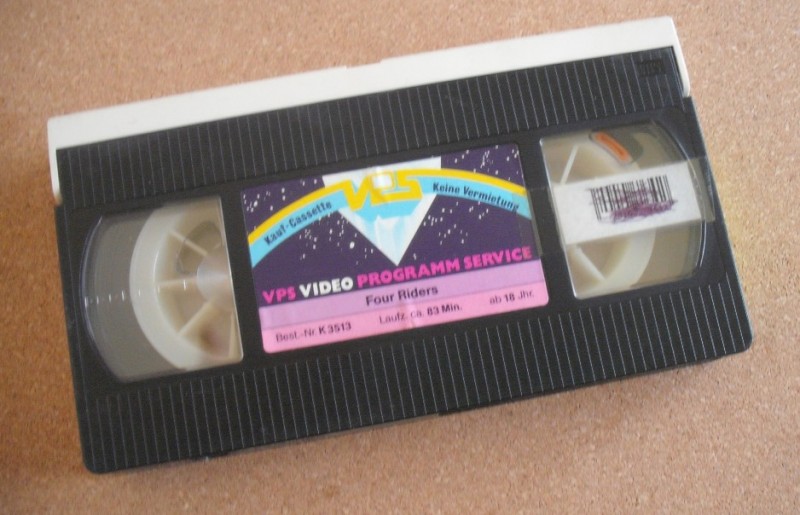 VPS
Kauf-Cassette
Keine Vermietung
VPS VIDEO PROGRAMM SERVICE
Four Riders
Best.-Nr. K 3513 Laufz. ca. 83 Min. ab 18 Jhr.